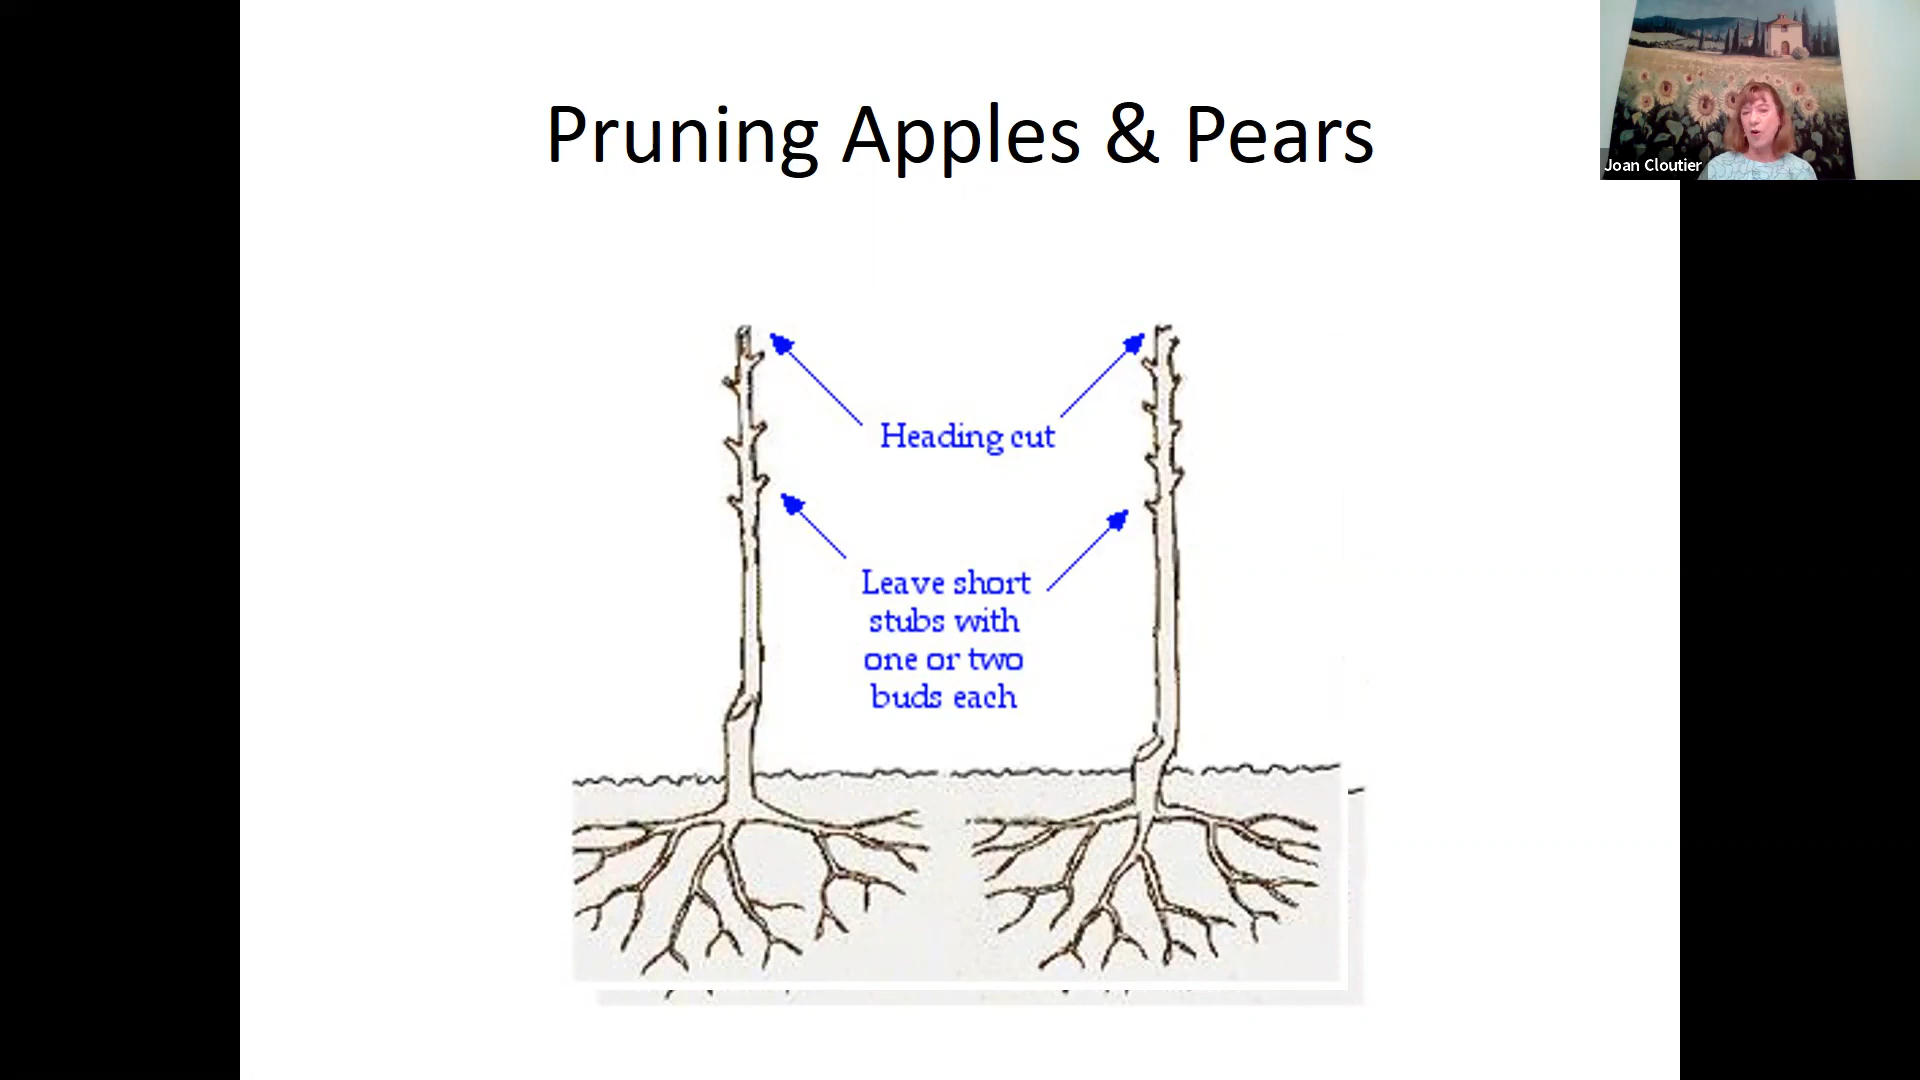 Pruning Apples & Pears
Joan Cloutier
Heading cut
Leave short
stubs with
one or two
buds each